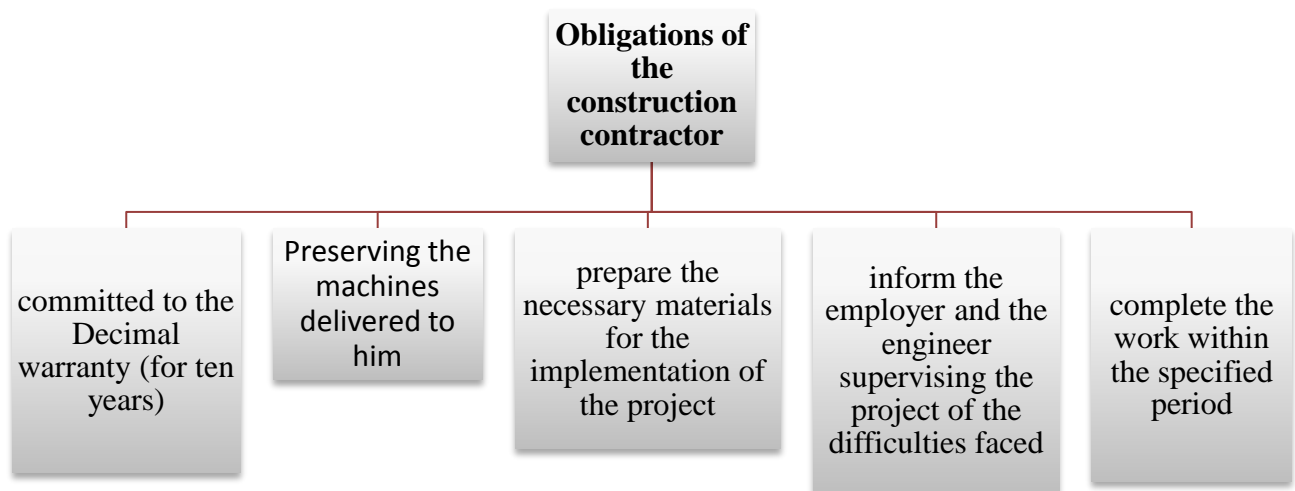 Obligations of
the
construction
contractor
committed to the
Decimal
warranty (for ten
years)
Preserving the
machines
delivered to
him
prepare the
necessary materials
for the
implementation of
the project
inform the
employer and the
engineer
supervising the
project of the
difficulties faced
complete the
work within
the specified
period